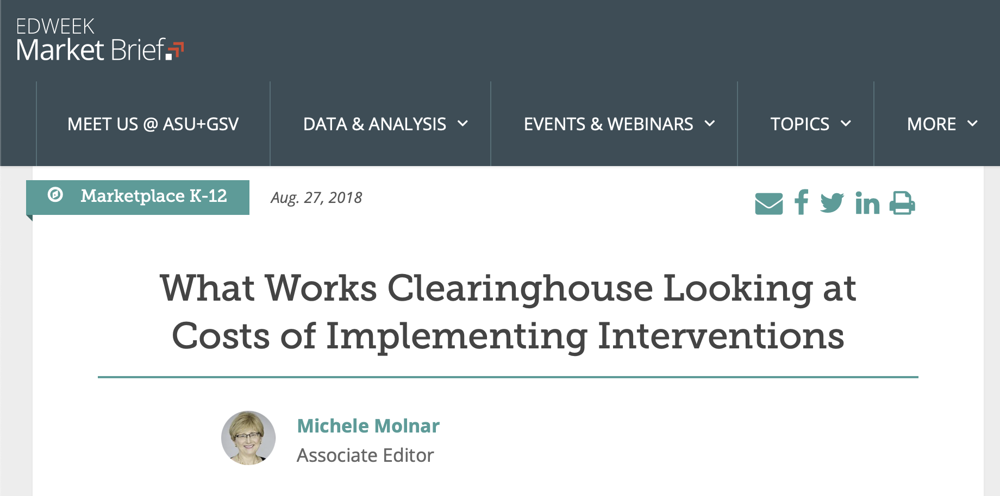 EDWEEK
Market Brief
MEET US @ ASU+GSV
DATA & ANALYSIS
EVENTS & WEBINARS
TOPICS
MORE
Marketplace K-12
Aug. 27, 2018
What Works Clearinghouse Looking at
Costs of Implementing Interventions
Michele Molnar
Associate Editor